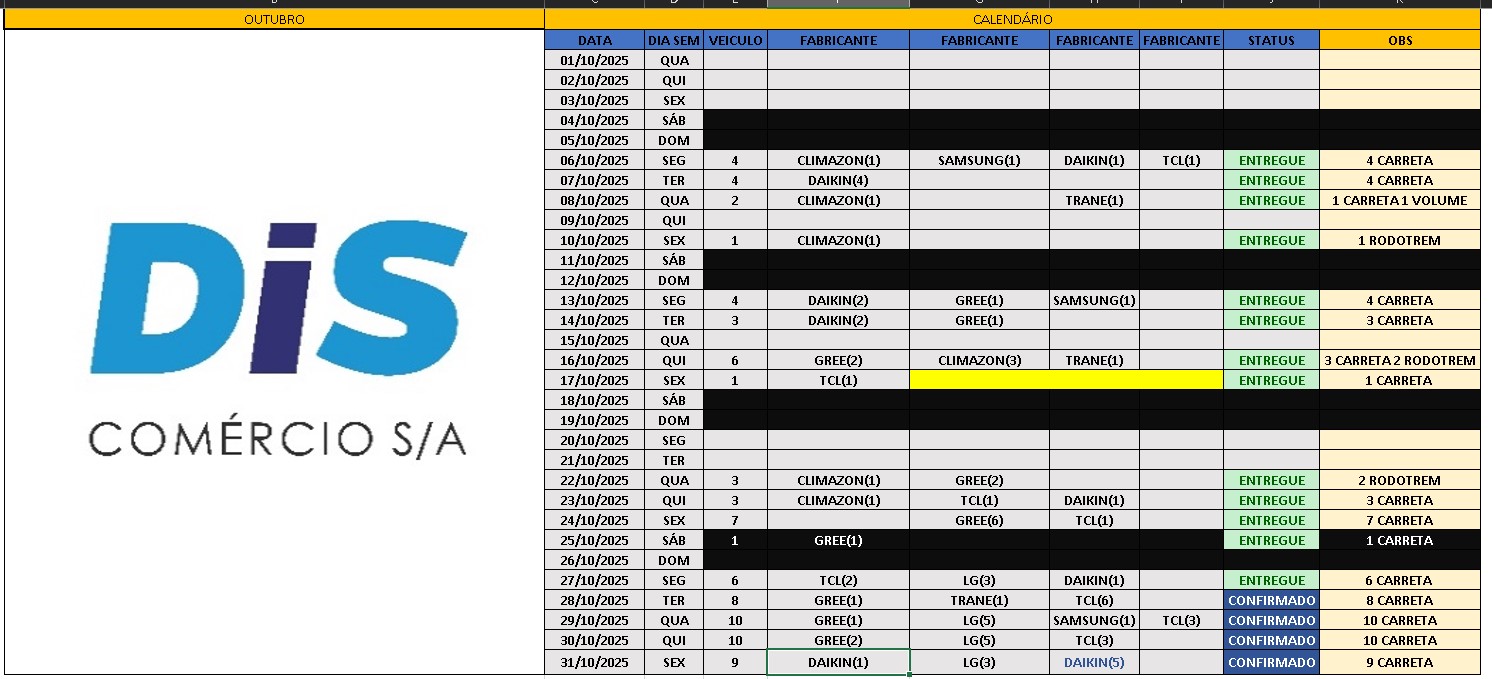 OUTUBRO CALENDÁRIO
DATA DIA SEM VEICULO FABRICANTE FABRICANTE FABRICANTE FABRICANTE STATUS OBS
01/10/2025 QUA
02/10/2025 QUI
03/10/2025 SEX
04/10/2025 SÁB
05/10/2025 DOM
06/10/2025 SEG 4 CLIMAZON(1) SAMSUNG(1) DAIKIN(1) TCL(1) ENTREGUE 4 CARRETA
07/10/2025 TER 4 DAIKIN(4) ENTREGUE 4 CARRETA
08/10/2025 QUA 2 CLIMAZON(1) TRANE(1) ENTREGUE 1 CARRETA 1 VOLUME
09/10/2025 QUI
10/10/2025 SEX 1 CLIMAZON(1) ENTREGUE 1 RODOTREM
11/10/2025 SÁB
12/10/2025 DOM
13/10/2025 SEG 4 DAIKIN(2) GREE(1) SAMSUNG(1) ENTREGUE 4 CARRETA
14/10/2025 TER 3 DAIKIN(2) GREE(1) ENTREGUE 3 CARRETA
15/10/2025 QUA
16/10/2025 QUI 6 GREE(2) CLIMAZON(3) TRANE(1) ENTREGUE 3 CARRETA 2 RODOTREM
17/10/2025 SEX 1 TCL(1) ENTREGUE 1 CARRETA
18/10/2025 SÁB
19/10/2025 DOM
20/10/2025 SEG
21/10/2025 TER
22/10/2025 QUA 3 CLIMAZON(1) GREE(2) ENTREGUE 2 RODOTREM
23/10/2025 QUI 3 CLIMAZON(1) TCL(1) DAIKIN(1) ENTREGUE 3 CARRETA
24/10/2025 SEX 7 GREE(6) TCL(1) ENTREGUE 7 CARRETA
25/10/2025 SÁB 1 GREE(1) ENTREGUE 1 CARRETA
26/10/2025 DOM
27/10/2025 SEG 6 TCL(2) LG(3) DAIKIN(1) ENTREGUE 6 CARRETA
28/10/2025 TER 8 GREE(1) TRANE(1) TCL(6) CONFIRMADO 8 CARRETA
29/10/2025 QUA 10 GREE(1) LG(5) SAMSUNG(1) TCL(3) CONFIRMADO 10 CARRETA
30/10/2025 QUI 10 GREE(2) LG(5) TCL(3) CONFIRMADO 10 CARRETA
31/10/2025 SEX 9 DAIKIN(1) LG(3) DAIKIN(5) CONFIRMADO 9 CARRETA
DiS
COMÉRCIO S/A